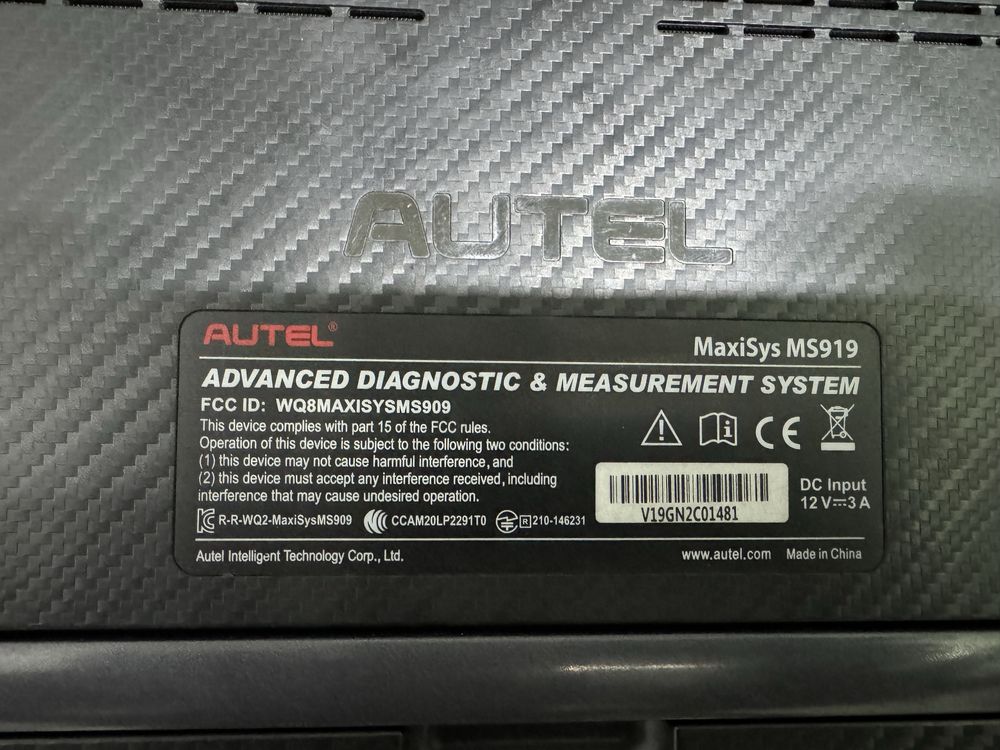 AUTEL
AUTEL®
MaxiSys MS919
ADVANCED DIAGNOSTIC & MEASUREMENT SYSTEM
FCC ID: WQ8MAXISYSMS909
This device complies with part 15 of the FCC rules.
Operation of this device is subject to the following two conditions:
(1) this device may not cause harmful interference, and
(2) this device must accept any interference received, including
interference that may cause undesired operation.
CE
V19GN2C01481
DC Input
12 V⎓3 A
R-R-WQ2-MaxiSysMS909
CCAM20LP2291T0
R 210-146231
Autel Intelligent Technology Corp., Ltd.
www.autel.com Made in China